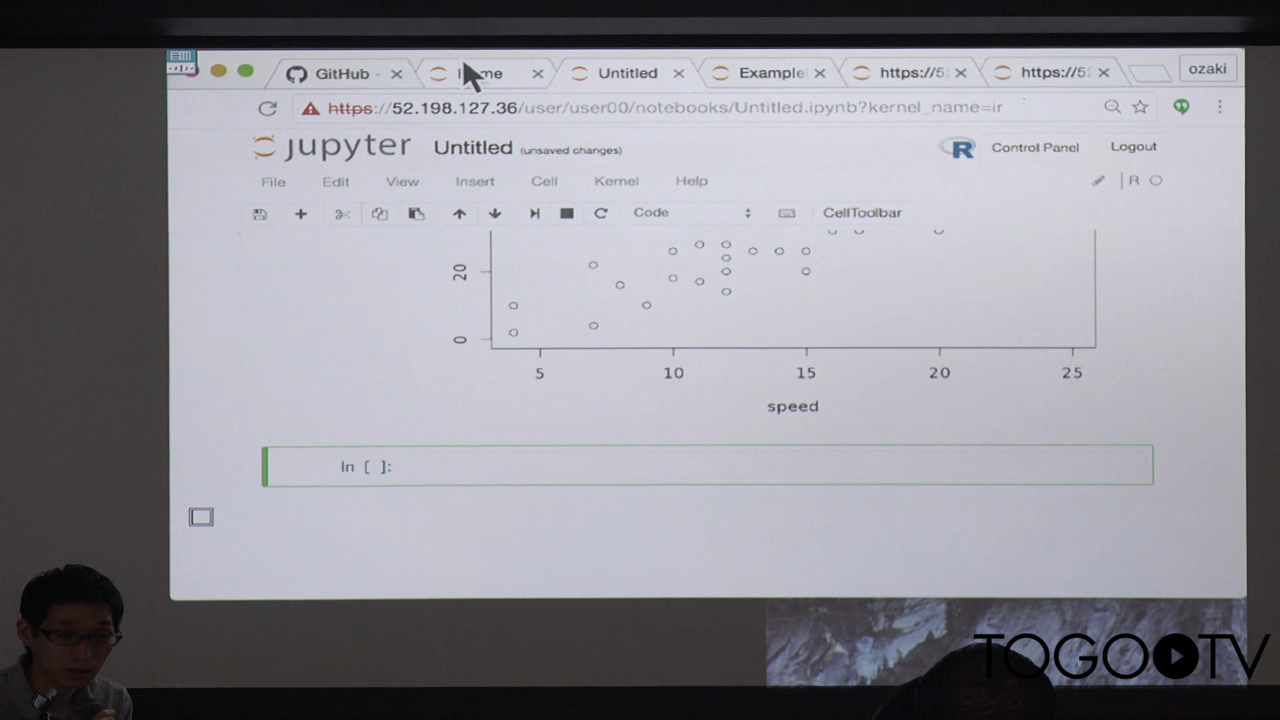 GitHub -
Untitled
Example
https://5
https://5
ozaki
https://52.198.127.36/user/user00/notebooks/Untitled.ipynb?kernel_name=ir
jupyter Untitled (unsaved changes)
R
Control Panel
Logout
File Edit View Insert Cell Kernel Help
R
Code
CellToolbar
20
0
5 10 15 20 25
speed
In [ ]:
TOGOTV